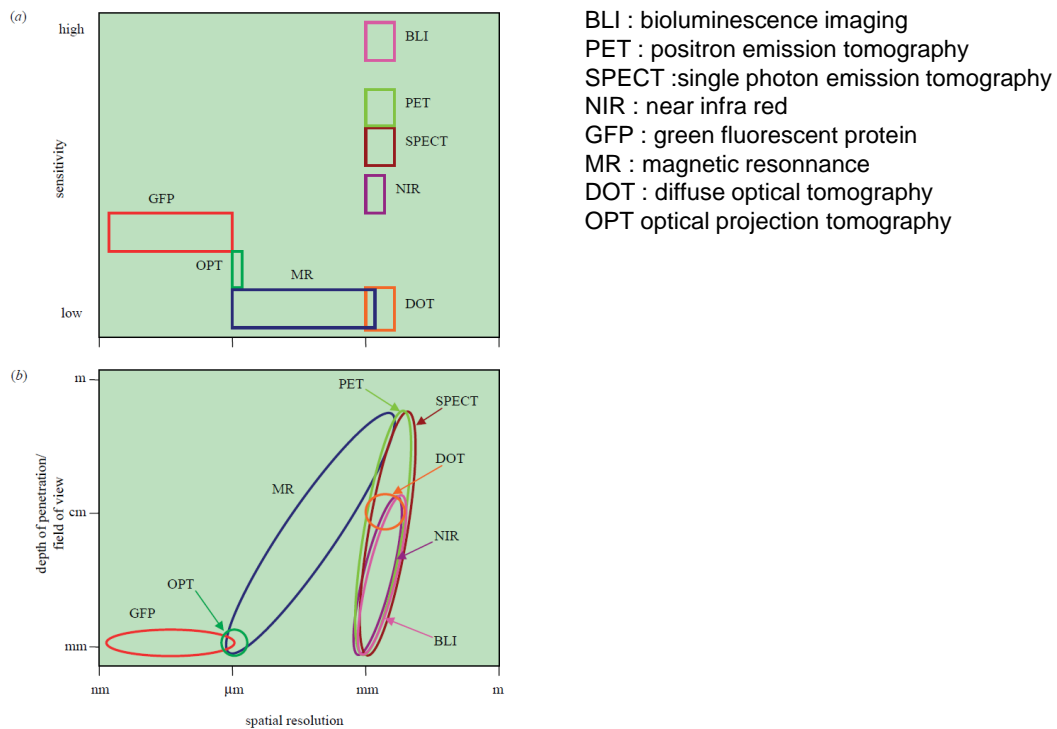 (a)
high
BLI
PET
SPECT
sensitivity
NIR
GFP
OPT
MR
low
DOT
(b)
m
PET
SPECT
DOT
MR
depth of penetration/
field of view
cm
NIR
OPT
GFP
BLI
mm
nm
µm
mm
m
spatial resolution
BLI : bioluminescence imaging
PET : positron emission tomography
SPECT :single photon emission tomography
NIR : near infra red
GFP : green fluorescent protein
MR : magnetic resonnance
DOT : diffuse optical tomography
OPT optical projection tomography